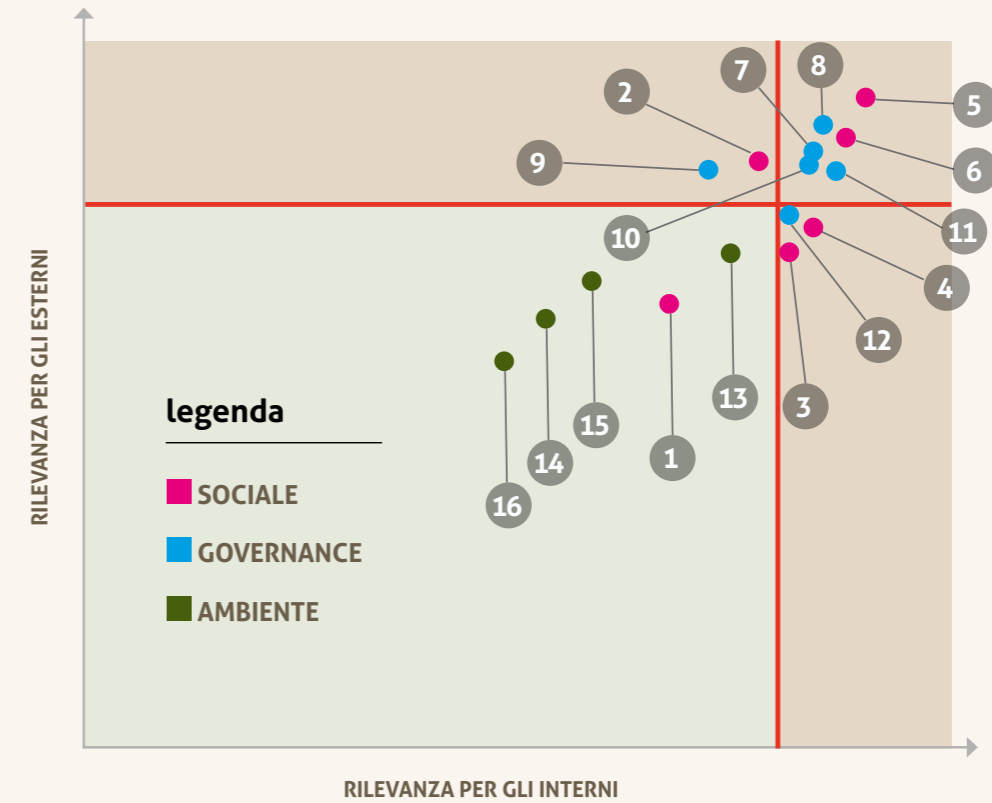 8
7
5
2
9
6
10
11
4
12
13
3
15
1
14
16
RILEVANZA PER GLI ESTERNI
legenda
SOCIALE
GOVERNANCE
AMBIENTE
RILEVANZA PER GLI INTERNI